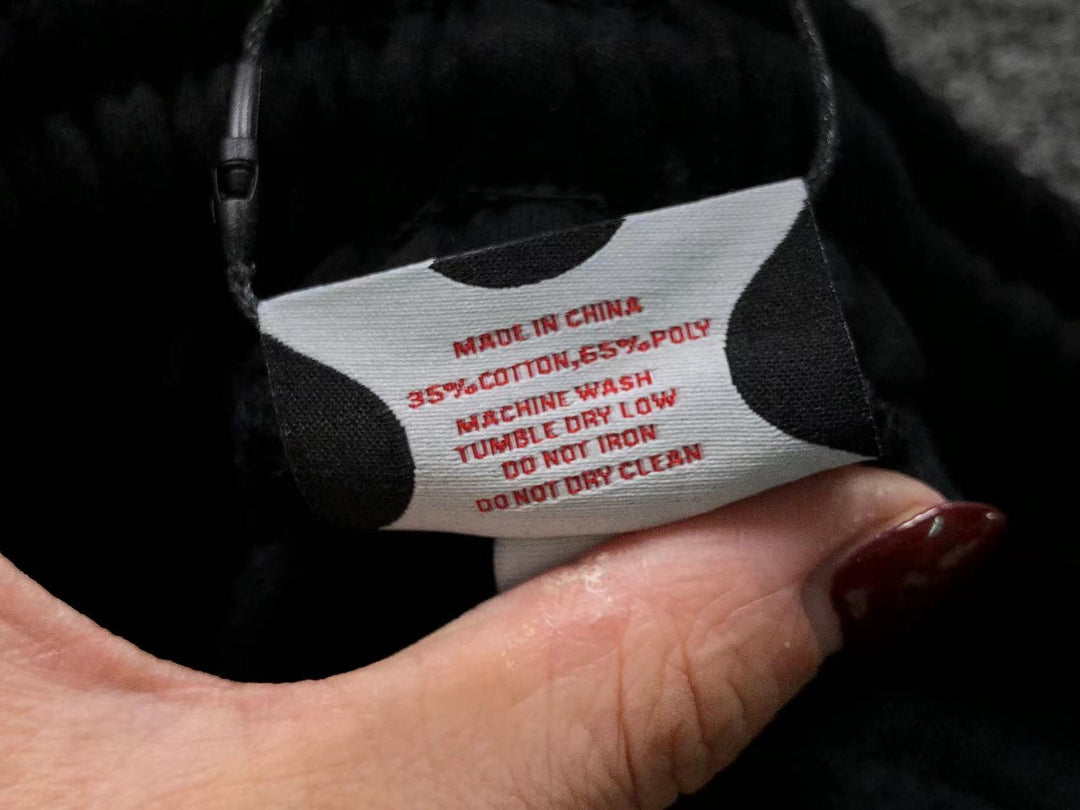 MADE IN CHINA
35%COTTON,65%POLY
MACHINE WASH
TUMBLE DRY LOW
DO NOT IRON
DO NOT DRY CLEAN